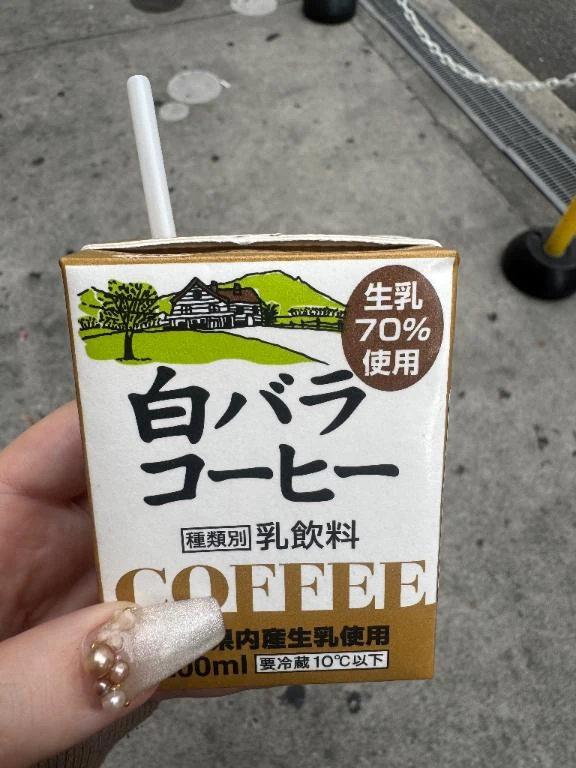 生乳
70%
使用
白バラ
コーヒー
種類別 乳飲料
COFFEE
県内産生乳使用
00ml 要冷蔵10℃以下